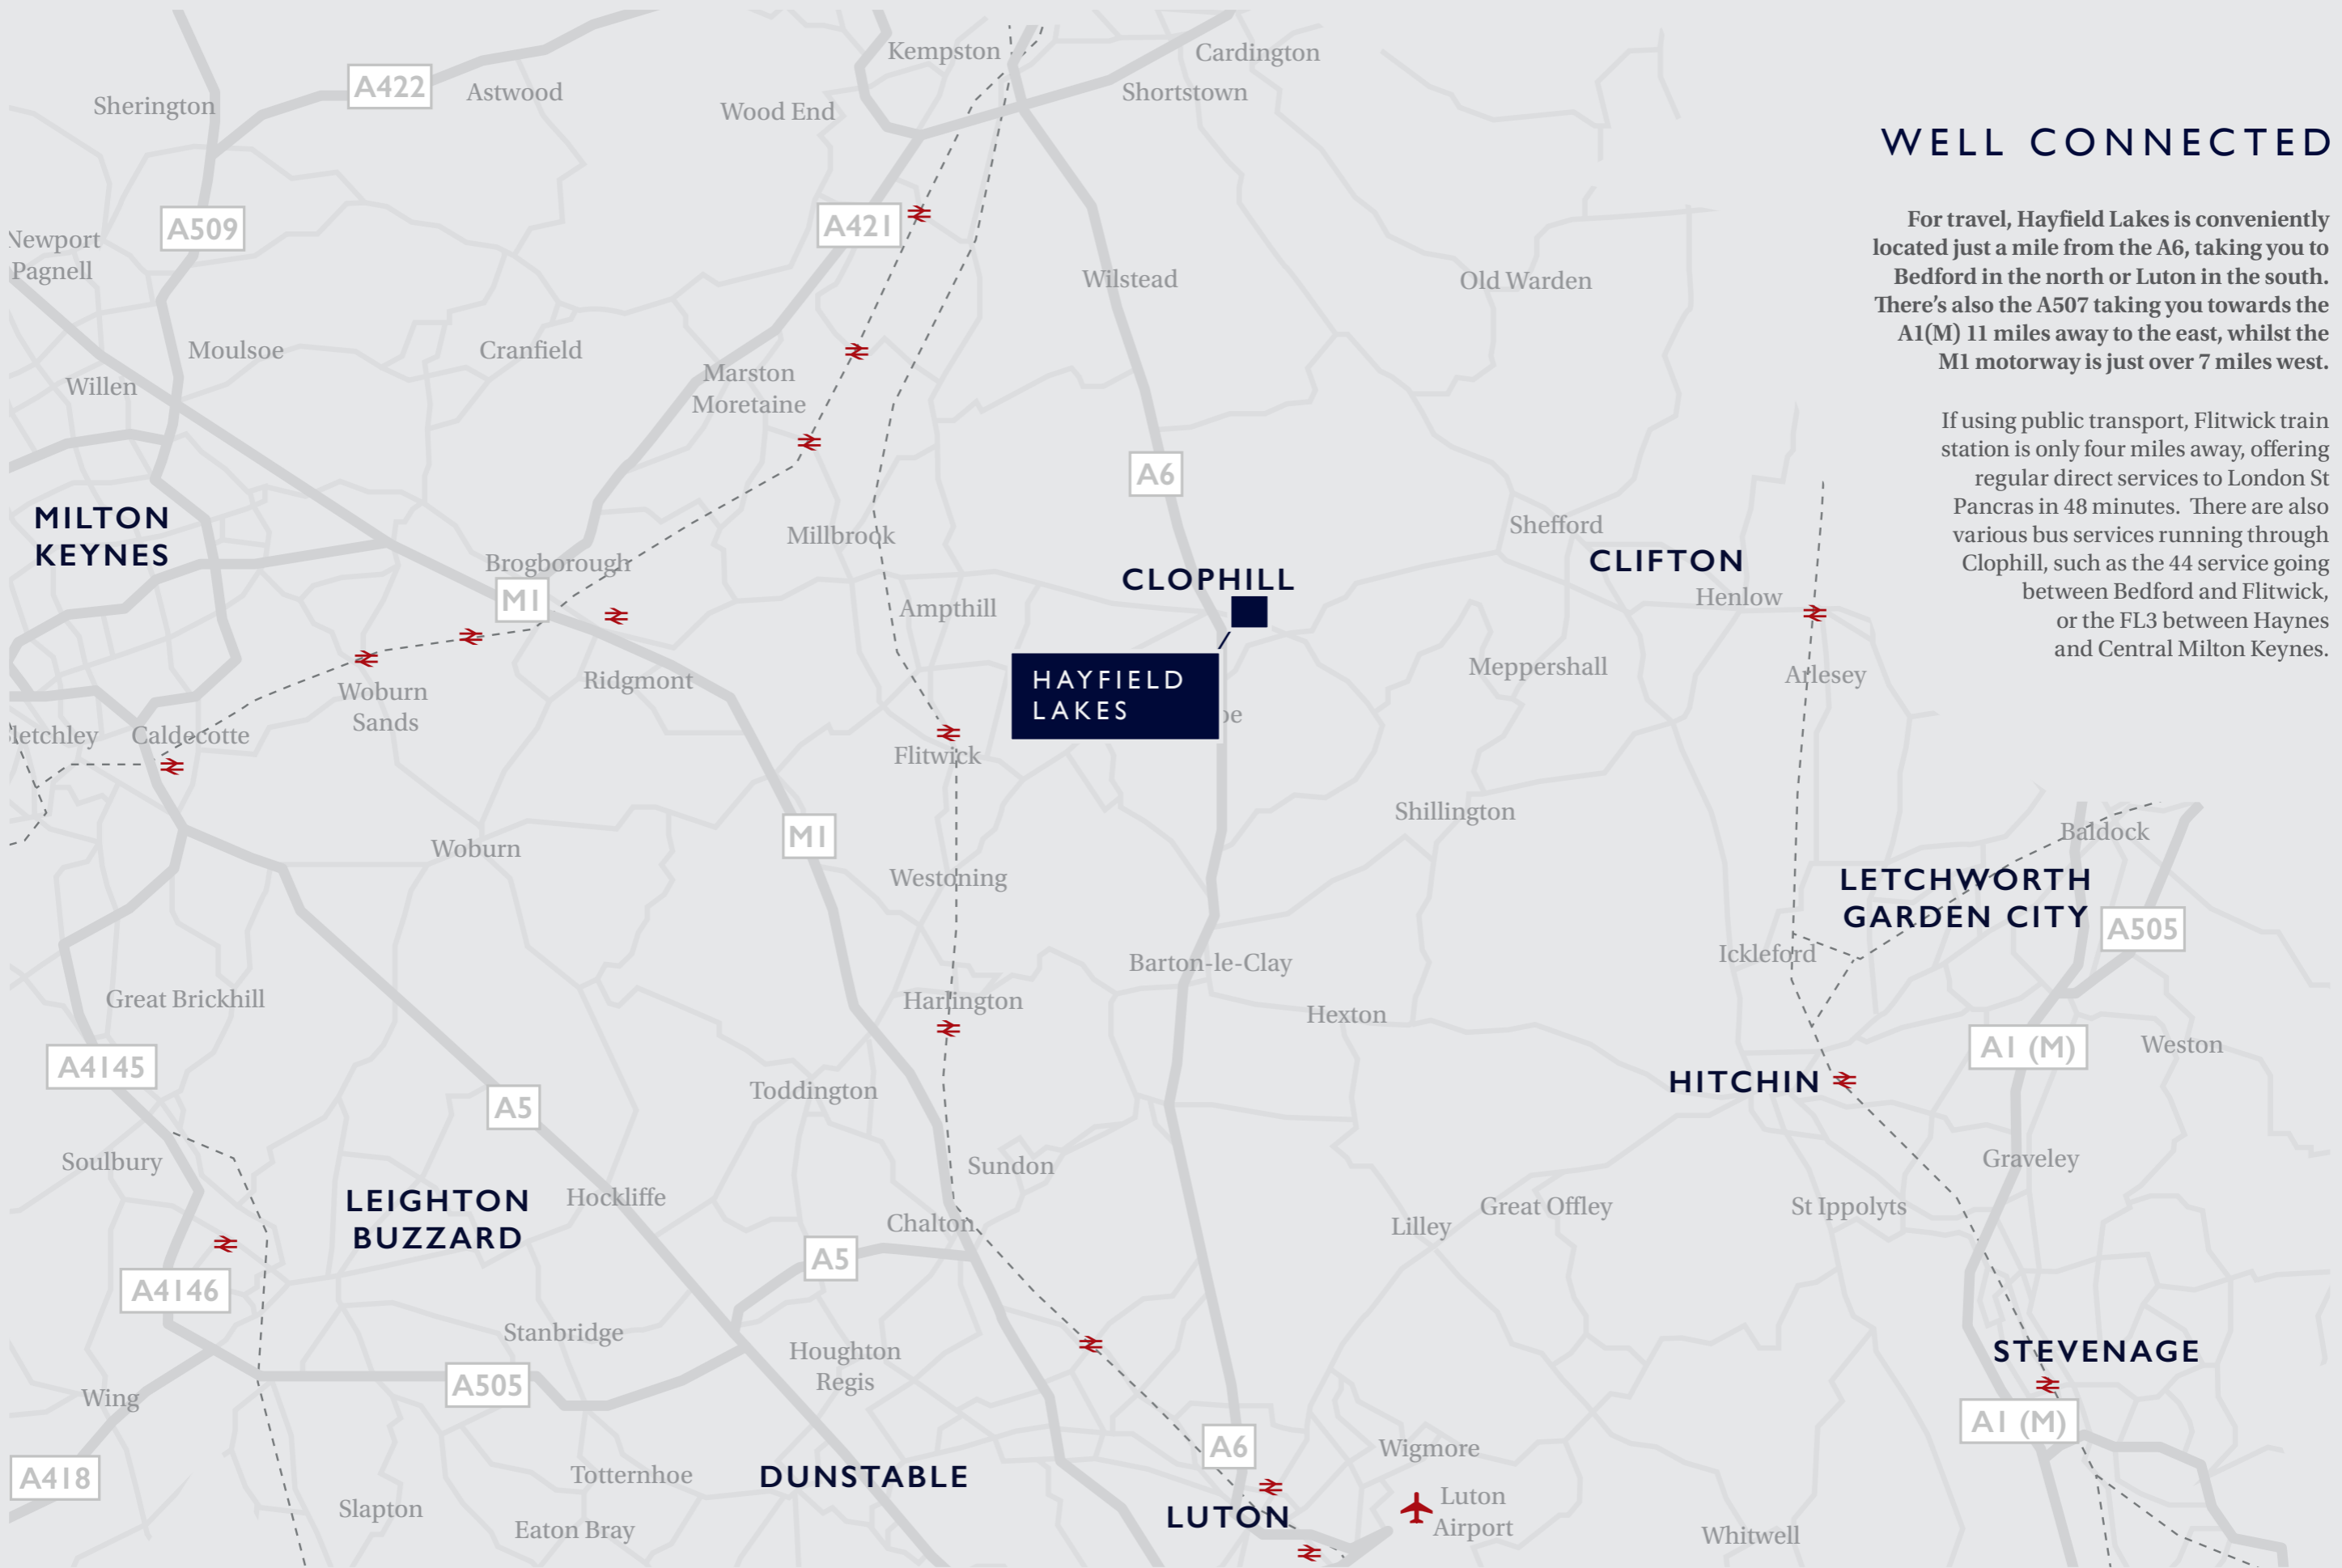 Kempston
Cardington
A422
Astwood
Shortstown
Sherington
Wood End
WELL CONNECTED
A509
A421
Newport
Pagnell
Wilstead
Old Warden
For travel, Hayfield Lakes is conveniently
located just a mile from the A6, taking you to
Bedford in the north or Luton in the south.
There's also the A507 taking you towards the
A1(M) 11 miles away to the east, whilst the
M1 motorway is just over 7 miles west.
Moulsoe
Cranfield
Willen
Marston
Moretaine
If using public transport, Flitwick train
station is only four miles away, offering
regular direct services to London St
Pancras in 48 minutes. There are also
various bus services running through
Clophill, such as the 44 service going
between Bedford and Flitwick,
or the FL3 between Haynes
and Central Milton Keynes.
A6
MILTON
KEYNES
Millbrook
Shefford
Brogborough
CLIFTON
CLOPHILL
M1
Ampthill
Henlow
HAYFIELD
LAKES
Ridgmont
Meppershall
Arlesey
Woburn
Sands
letchley
Caldecotte
Flitwick
Shillington
M1
Woburn
Baldock
Westoning
LETCHWORTH
GARDEN CITY
A505
Ickleford
Barton-le-Clay
Great Brickhill
Harlington
Hexton
A1 (M)
Weston
A4145
HITCHIN
Toddington
A5
Soulbury
Sundon
Graveley
LEIGHTON
BUZZARD
Hockliffe
Great Offley
St Ippolyts
Chalton
Lilley
A5
A4146
Stanbridge
Houghton
Regis
STEVENAGE
A505
Wing
A1 (M)
A6
Wigmore
A418
Totternhoe
DUNSTABLE
Luton
Airport
Slapton
LUTON
Eaton Bray
Whitwell